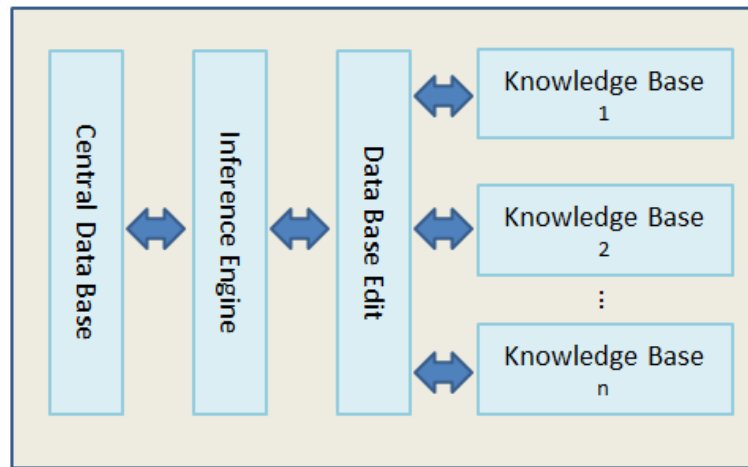 Central Data Base
Inference Engine
Data Base Edit
Knowledge Base
1
Knowledge Base
2
⋮
Knowledge Base
n